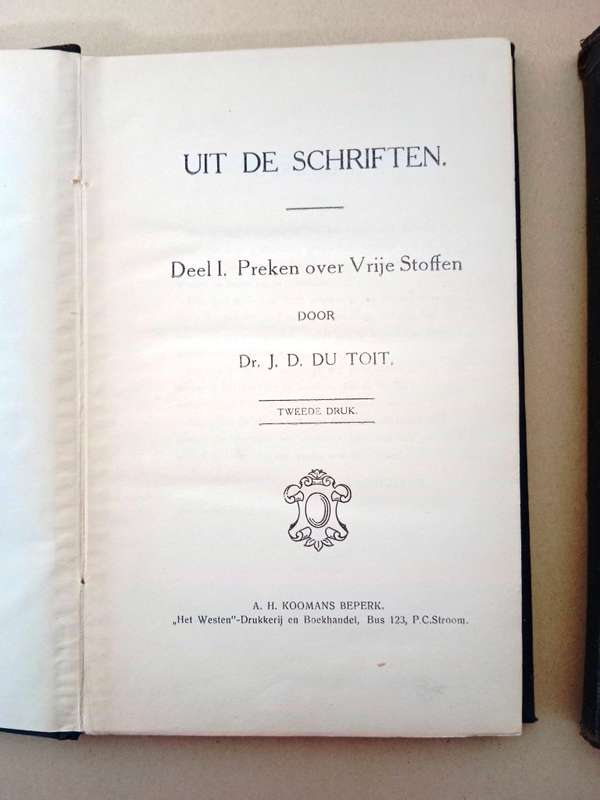 UIT DE SCHRIFTEN.
Deel I. Preken over Vrije Stoffen
DOOR
Dr. J. D. DU TOIT.
TWEEDE DRUK.
A. H. KOOMANS BEPERK.
„Het Westen"-Drukkerij en Boekhandel, Bus 123, P.C.Stroom.